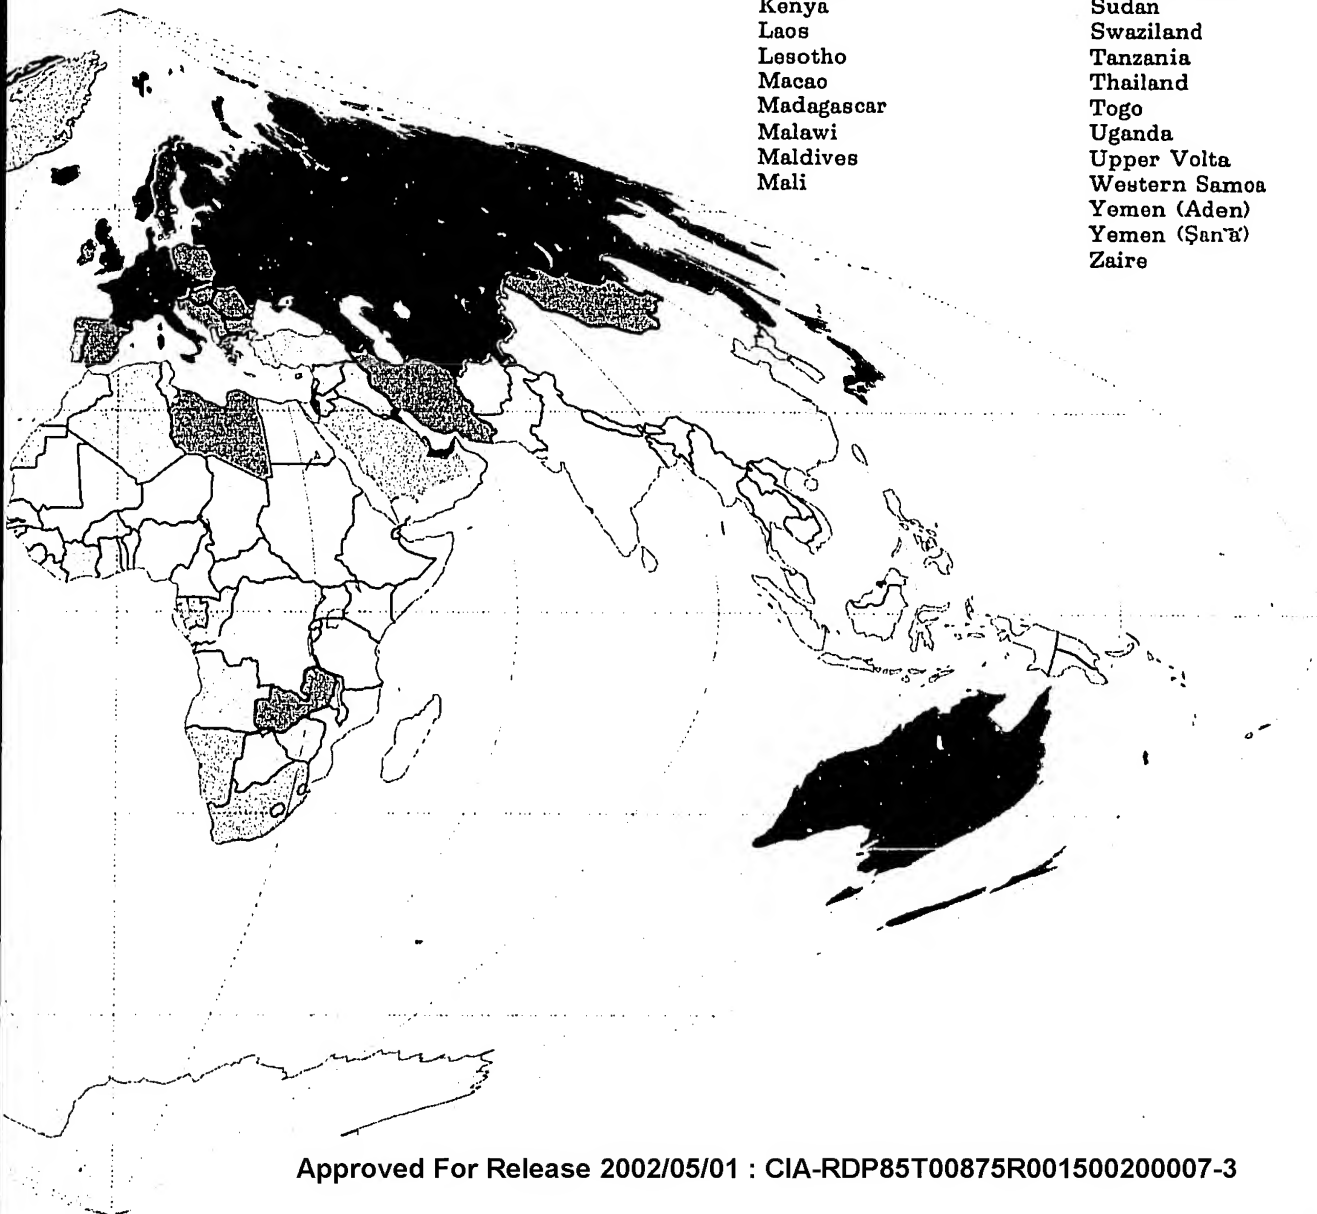 Kenya
Laos
Lesotho
Macao
Madagascar
Malawi
Maldives
Mali
Sudan
Swaziland
Tanzania
Thailand
Togo
Uganda
Upper Volta
Western Samoa
Yemen (Aden)
Yemen (Ṣan‘ā’)
Zaire
Approved For Release 2002/05/01 : CIA-RDP85T00875R001500200007-3